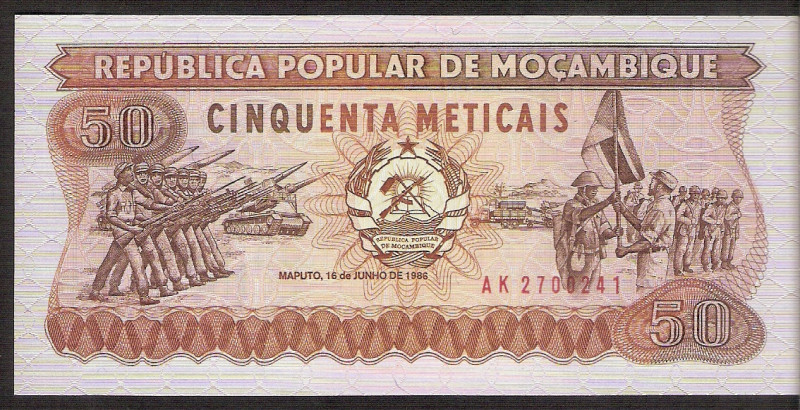 REPÚBLICA POPULAR DE MOÇAMBIQUE
50
CINQUENTA METICAIS
REPÚBLICA POPULAR
DE MOÇAMBIQUE
MAPUTO, 16 de JUNHO DE 1986
AK 2700241
50